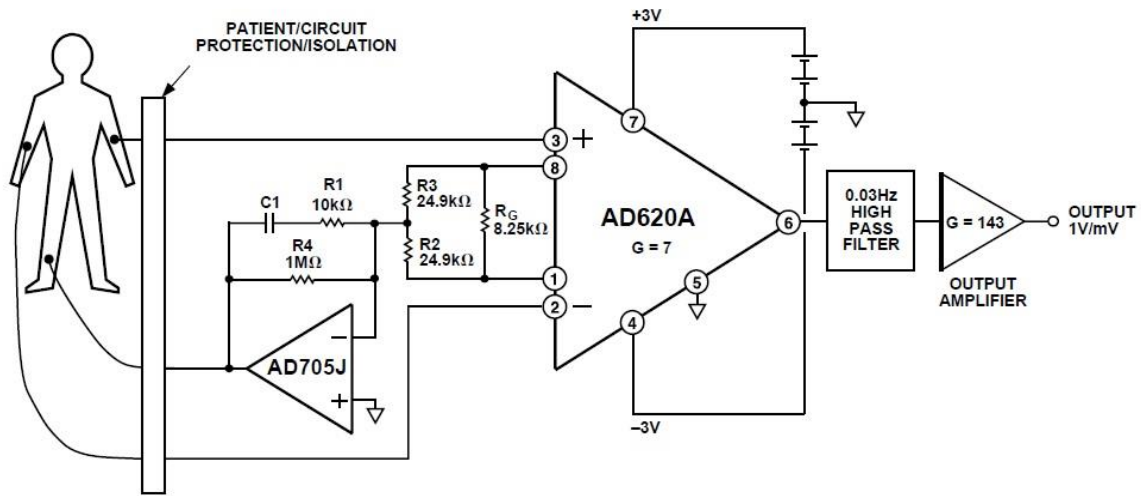 PATIENT/CIRCUIT
PROTECTION/ISOLATION
+3V
3
+
7
8
R1
10kΩ
C1
R3
24.9kΩ
RG
8.25kΩ
R4
1MΩ
R2
24.9kΩ
AD620A
G = 7
6
0.03Hz
HIGH
PASS
FILTER
G = 143
OUTPUT
1V/mV
1
5
2
−
OUTPUT
AMPLIFIER
4
−
AD705J
+
–3V